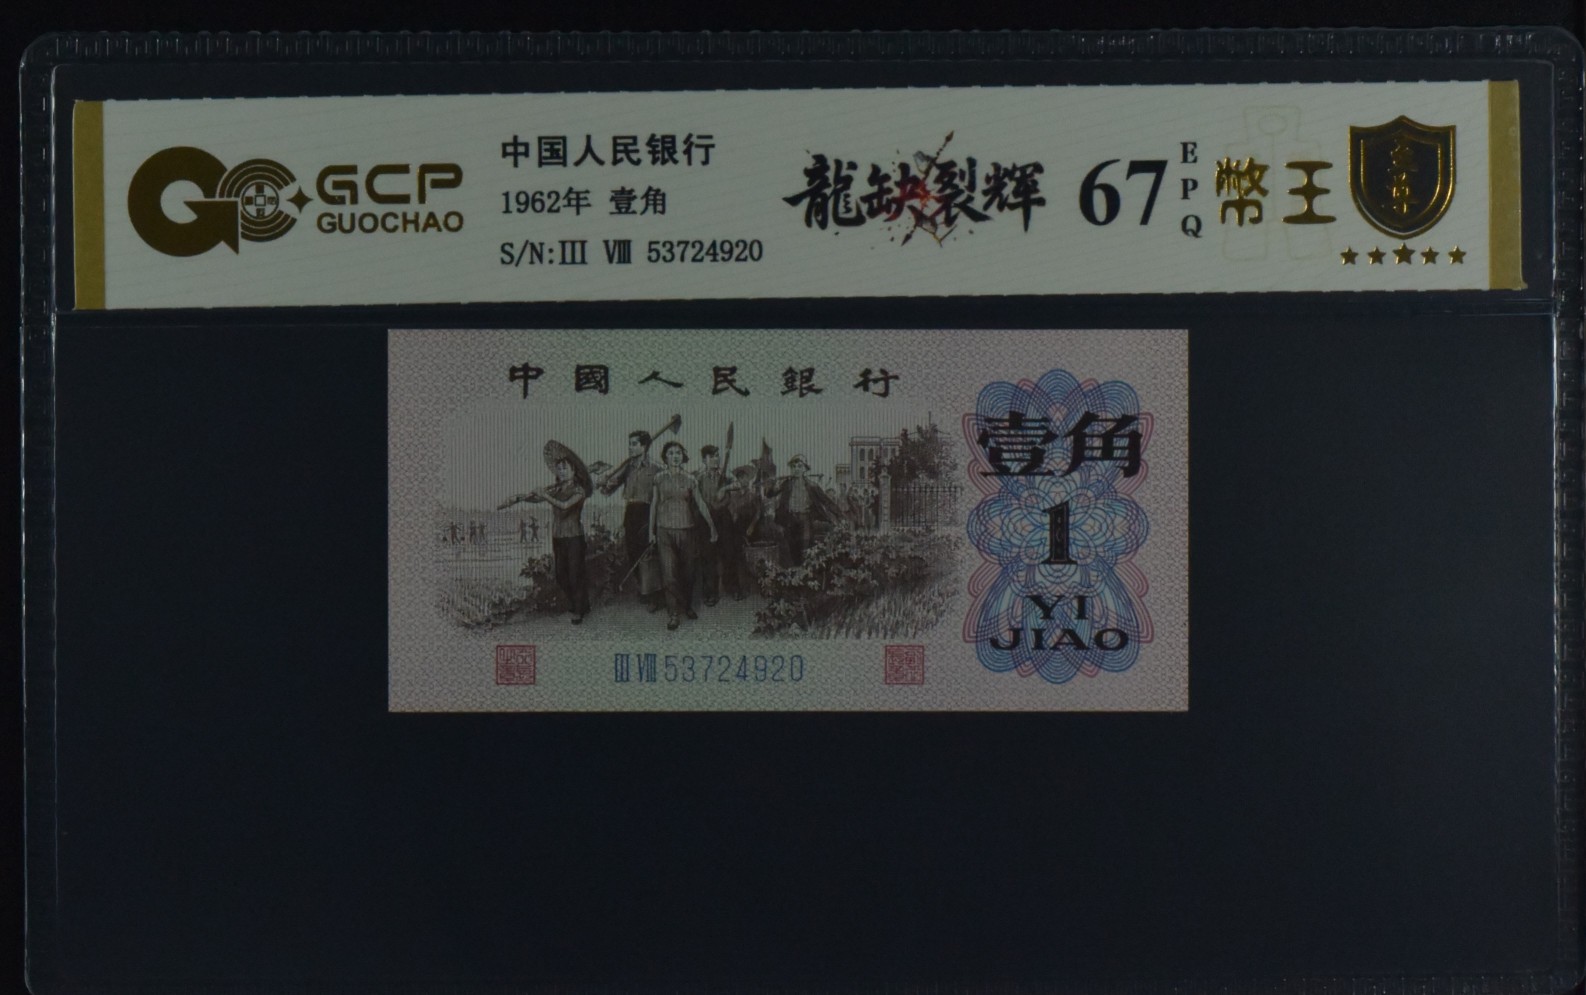 GCP
GUOCHAO
中国人民银行
1962年 壹角
S/N:III VIII 53724920
龍缺裂辉
67
EPQ
幣王
中國人民銀行
壹角
1
YI
JIAO
III VIII 53724920